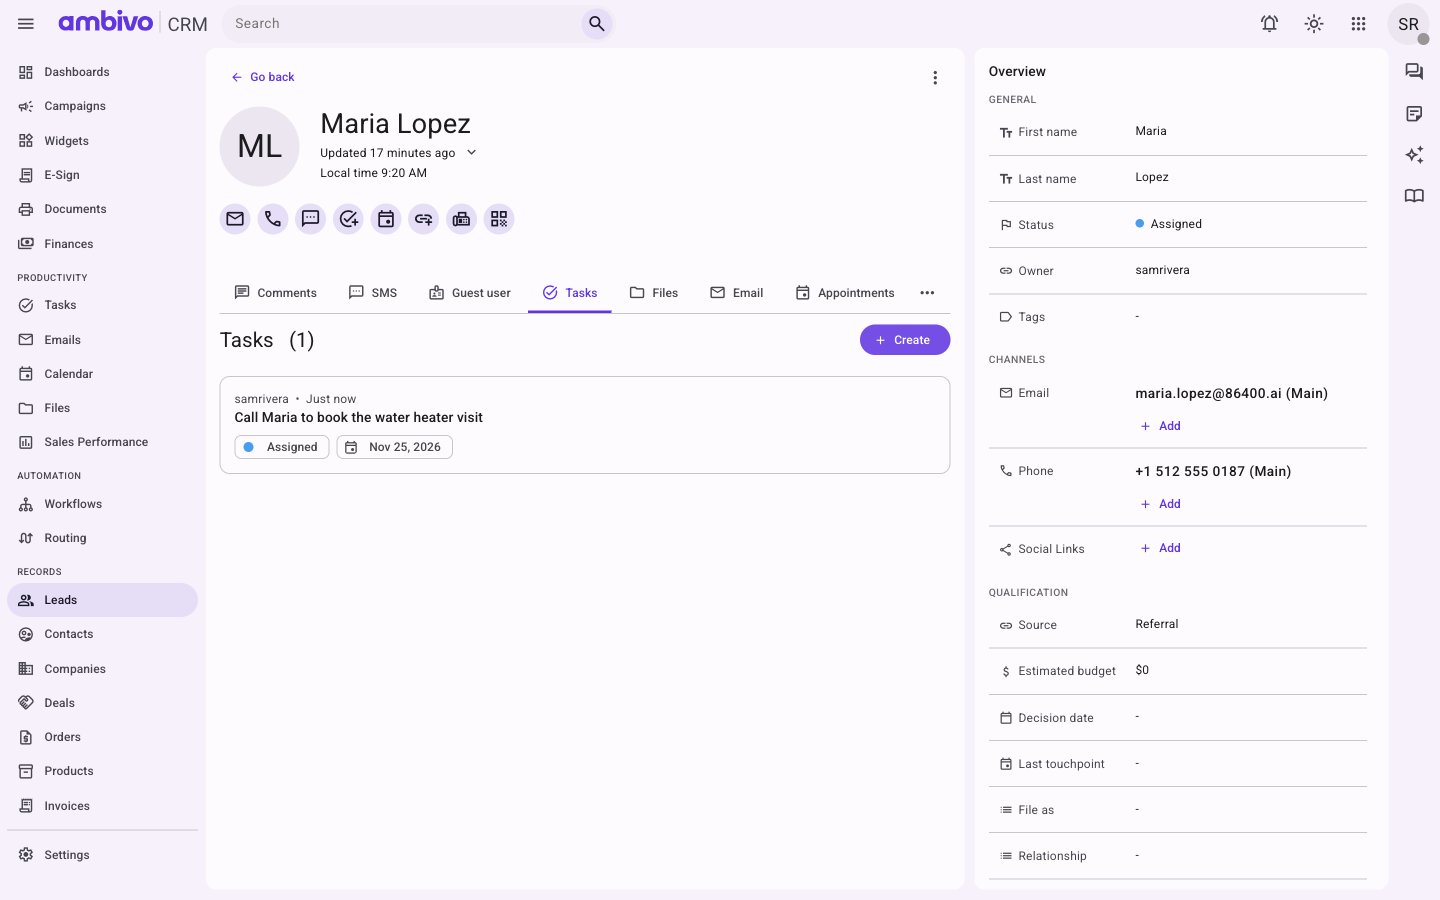 ambivo CRM
Search
SR
Dashboards
Campaigns
Widgets
E-Sign
Documents
Finances
PRODUCTIVITY
Tasks
Emails
Calendar
Files
Sales Performance
AUTOMATION
Workflows
Routing
RECORDS
Leads
Contacts
Companies
Deals
Orders
Products
Invoices
Settings
Go back
ML
Maria Lopez
Updated 17 minutes ago
Local time 9:20 AM
Comments
SMS
Guest user
Tasks
Files
Email
Appointments
Tasks (1)
+ Create
samrivera • Just now
Call Maria to book the water heater visit
Assigned
Nov 25, 2026
Overview
GENERAL
First name Maria
Last name Lopez
Status Assigned
Owner samrivera
Tags -
CHANNELS
Email maria.lopez@86400.ai (Main)
+ Add
Phone +1 512 555 0187 (Main)
+ Add
Social Links + Add
QUALIFICATION
Source Referral
Estimated budget $0
Decision date -
Last touchpoint -
File as -
Relationship -